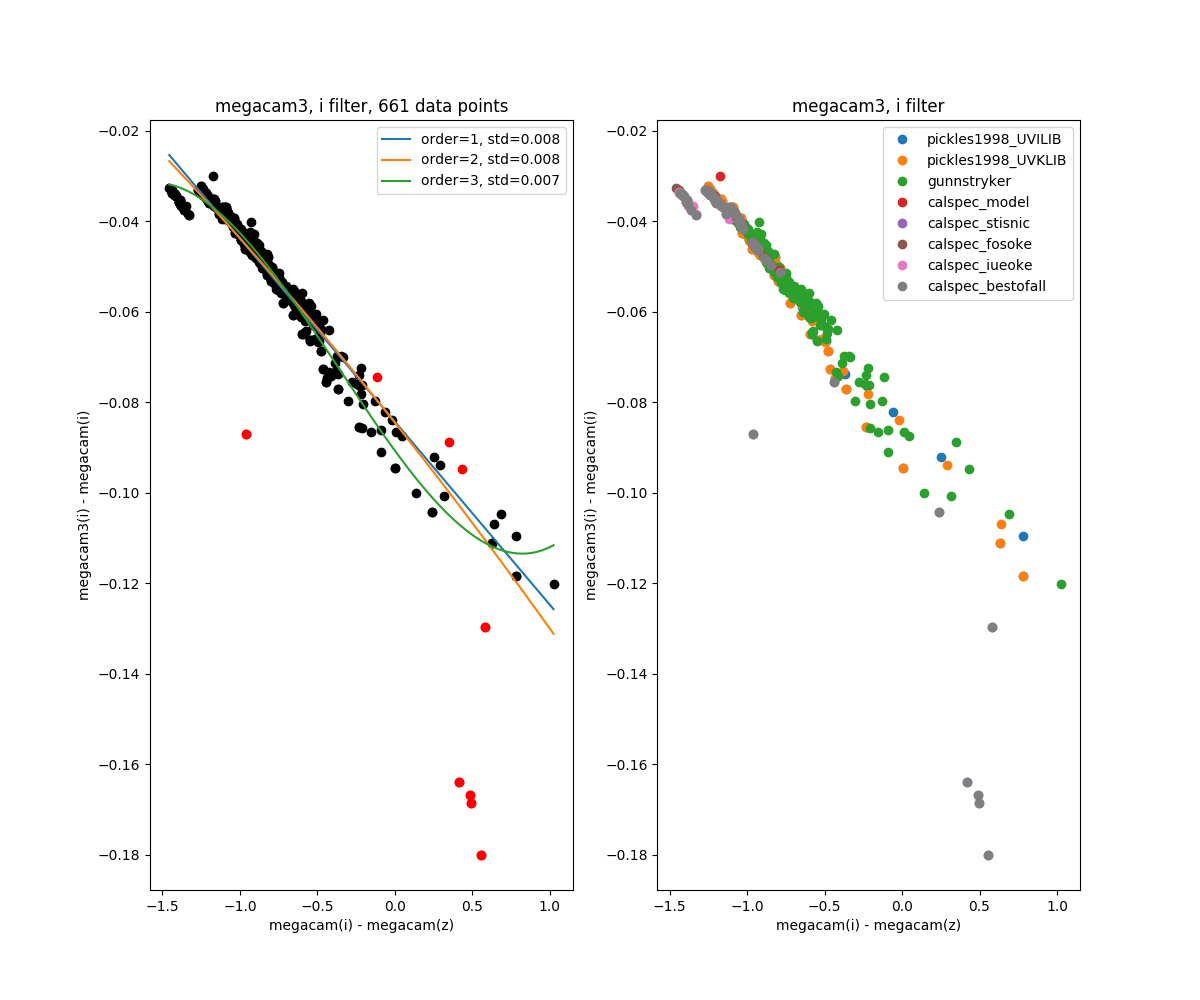 megacam3, i filter, 661 data points
order=1, std=0.008
order=2, std=0.008
order=3, std=0.007
−0.02
−0.04
−0.06
−0.08
−0.10
−0.12
−0.14
−0.16
−0.18
megacam3(i) - megacam(i)
−1.5
−1.0
−0.5
0.0
0.5
1.0
megacam(i) - megacam(z)
megacam3, i filter
pickles1998_UVILIB
pickles1998_UVKLIB
gunnstryker
calspec_model
calspec_stisnic
calspec_fosoke
calspec_iueoke
calspec_bestofall
−0.02
−0.04
−0.06
−0.08
−0.10
−0.12
−0.14
−0.16
−0.18
megacam3(i) - megacam(i)
−1.5
−1.0
−0.5
0.0
0.5
1.0
megacam(i) - megacam(z)